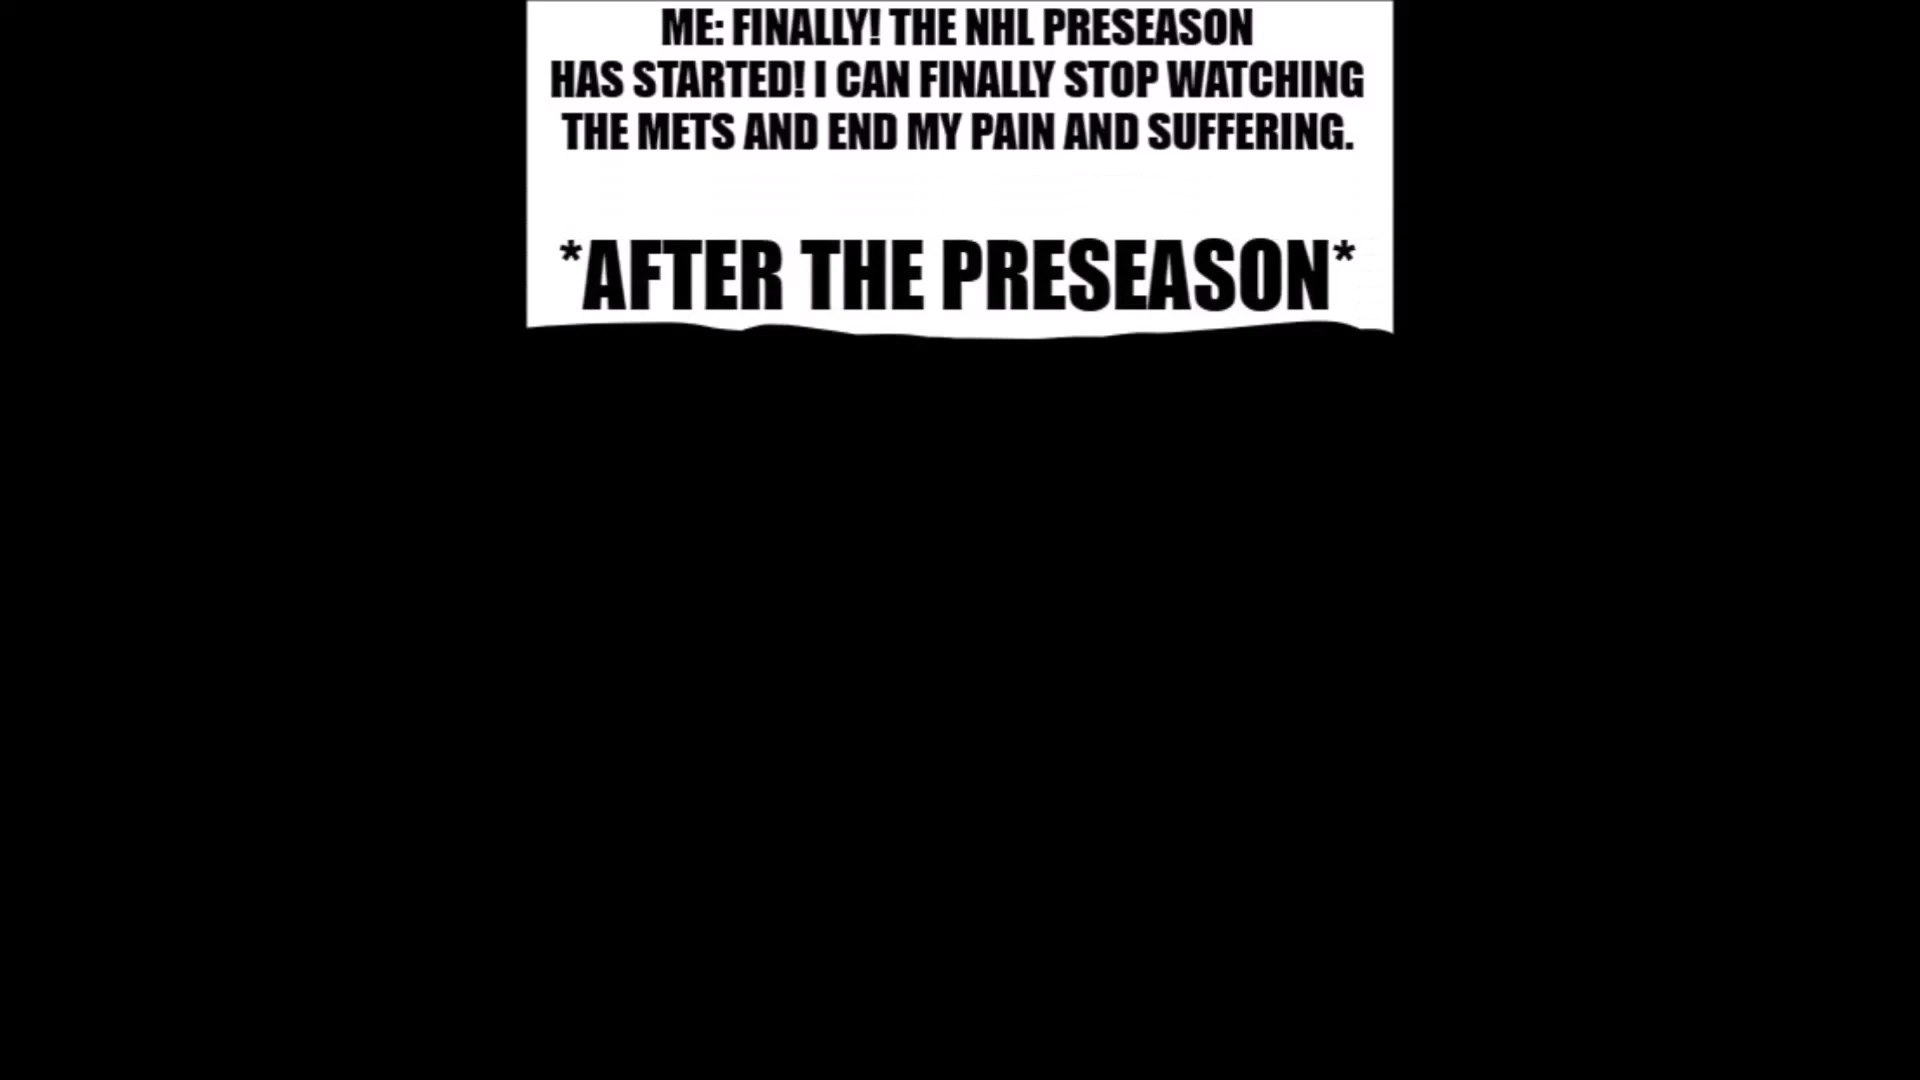 ME: FINALLY! THE NHL PRESEASON
HAS STARTED! I CAN FINALLY STOP WATCHING
THE METS AND END MY PAIN AND SUFFERING.
*AFTER THE PRESEASON*